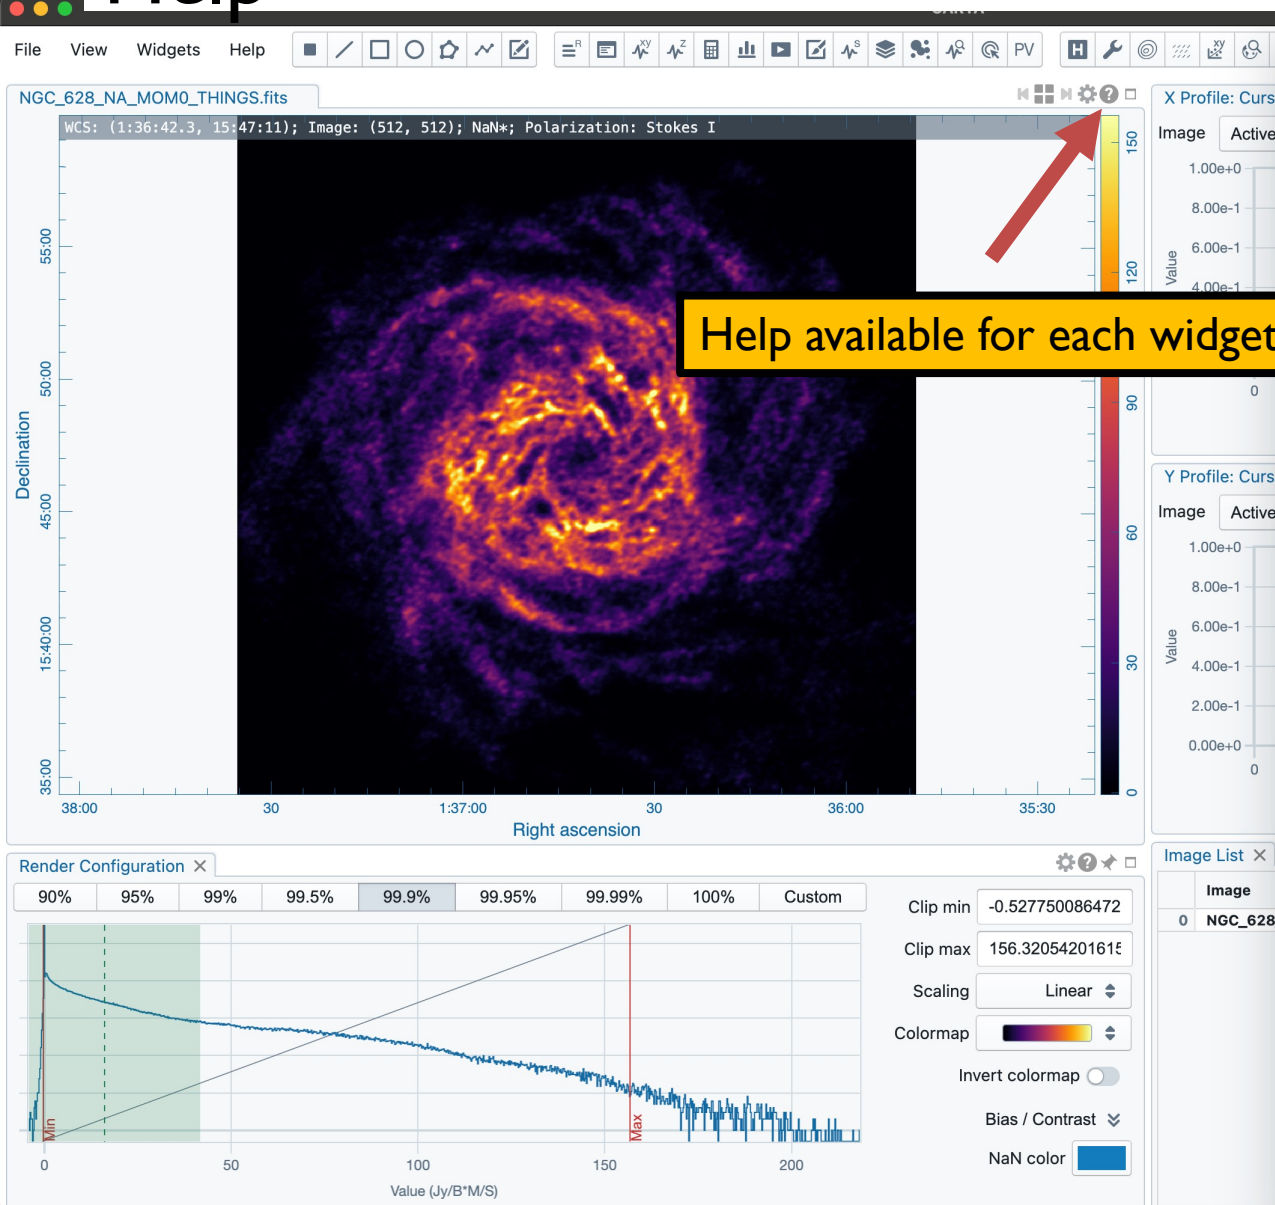 Help
File View Widgets Help PV
NGC_628_NA_MOM0_THINGS.fits
WCS: (1:36:42.3, 15:47:11); Image: (512, 512); NaN*; Polarization: Stokes I
Declination
55:00
50:00
45:00
15:40:00
35:00
38:00 30 1:37:00 30 36:00 35:30
Right ascension
150
120
90
60
30
0
Help available for each widget
X Profile: Curs
Image Active
Value
1.00e+0
8.00e-1
6.00e-1
4.00e-1
0
Y Profile: Curs
Image Active
Value
1.00e+0
8.00e-1
6.00e-1
4.00e-1
2.00e-1
0.00e+0
0
Render Configuration
90% 95% 99% 99.5% 99.9% 99.95% 99.99% 100% Custom
Min
Max
0 50 100 150 200
Value (Jy/B*M/S)
Clip min -0.527750086472
Clip max 156.32054201615
Scaling Linear
Colormap
Invert colormap
Bias / Contrast
NaN color
Image List
Image
0 NGC_628